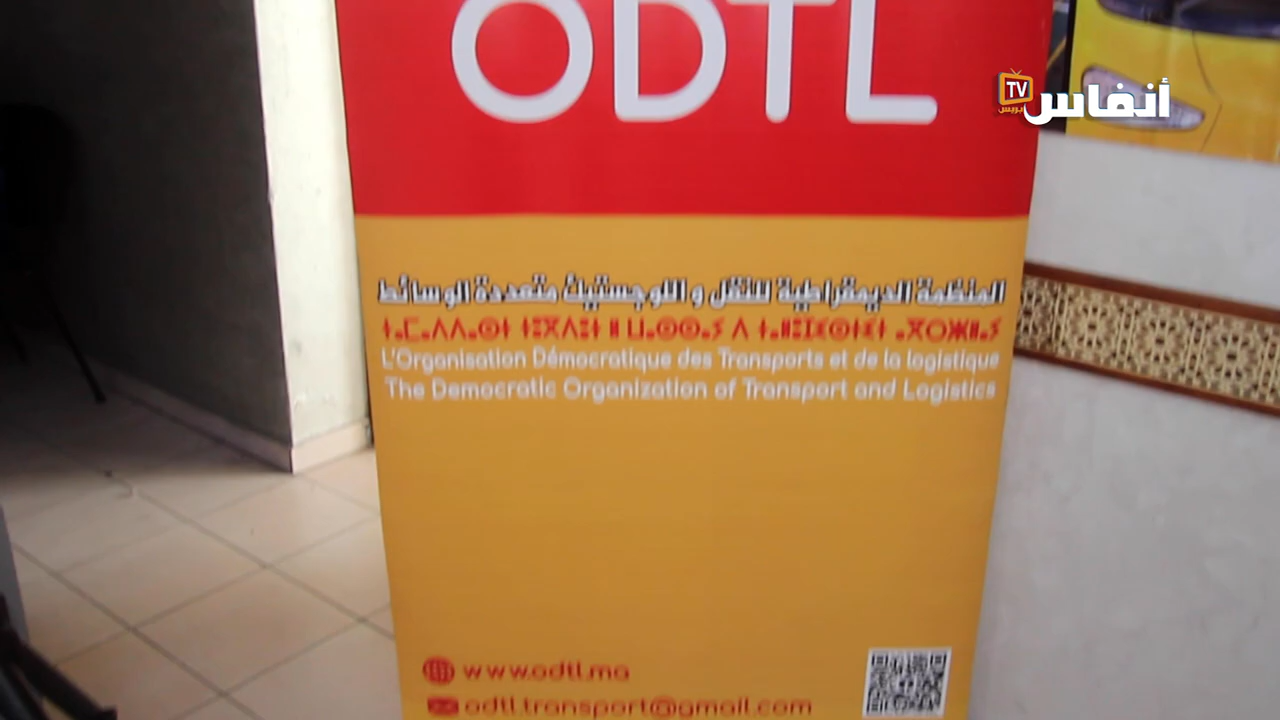 ODTL
TV أنفاس
بريس
المنظمة الديمقراطية للنقل و اللوجستيك متعددة الوسائط
L'Organisation Démocratique des Transports et de la logistique
The Democratic Organization of Transport and Logistics
www.odtl.ma
odtl.transport@gmail.com